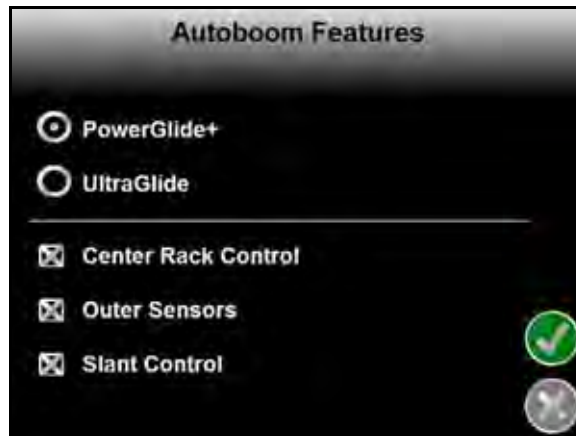 Autoboom Features
PowerGlide+
UltraGlide
Center Rack Control
Outer Sensors
Slant Control